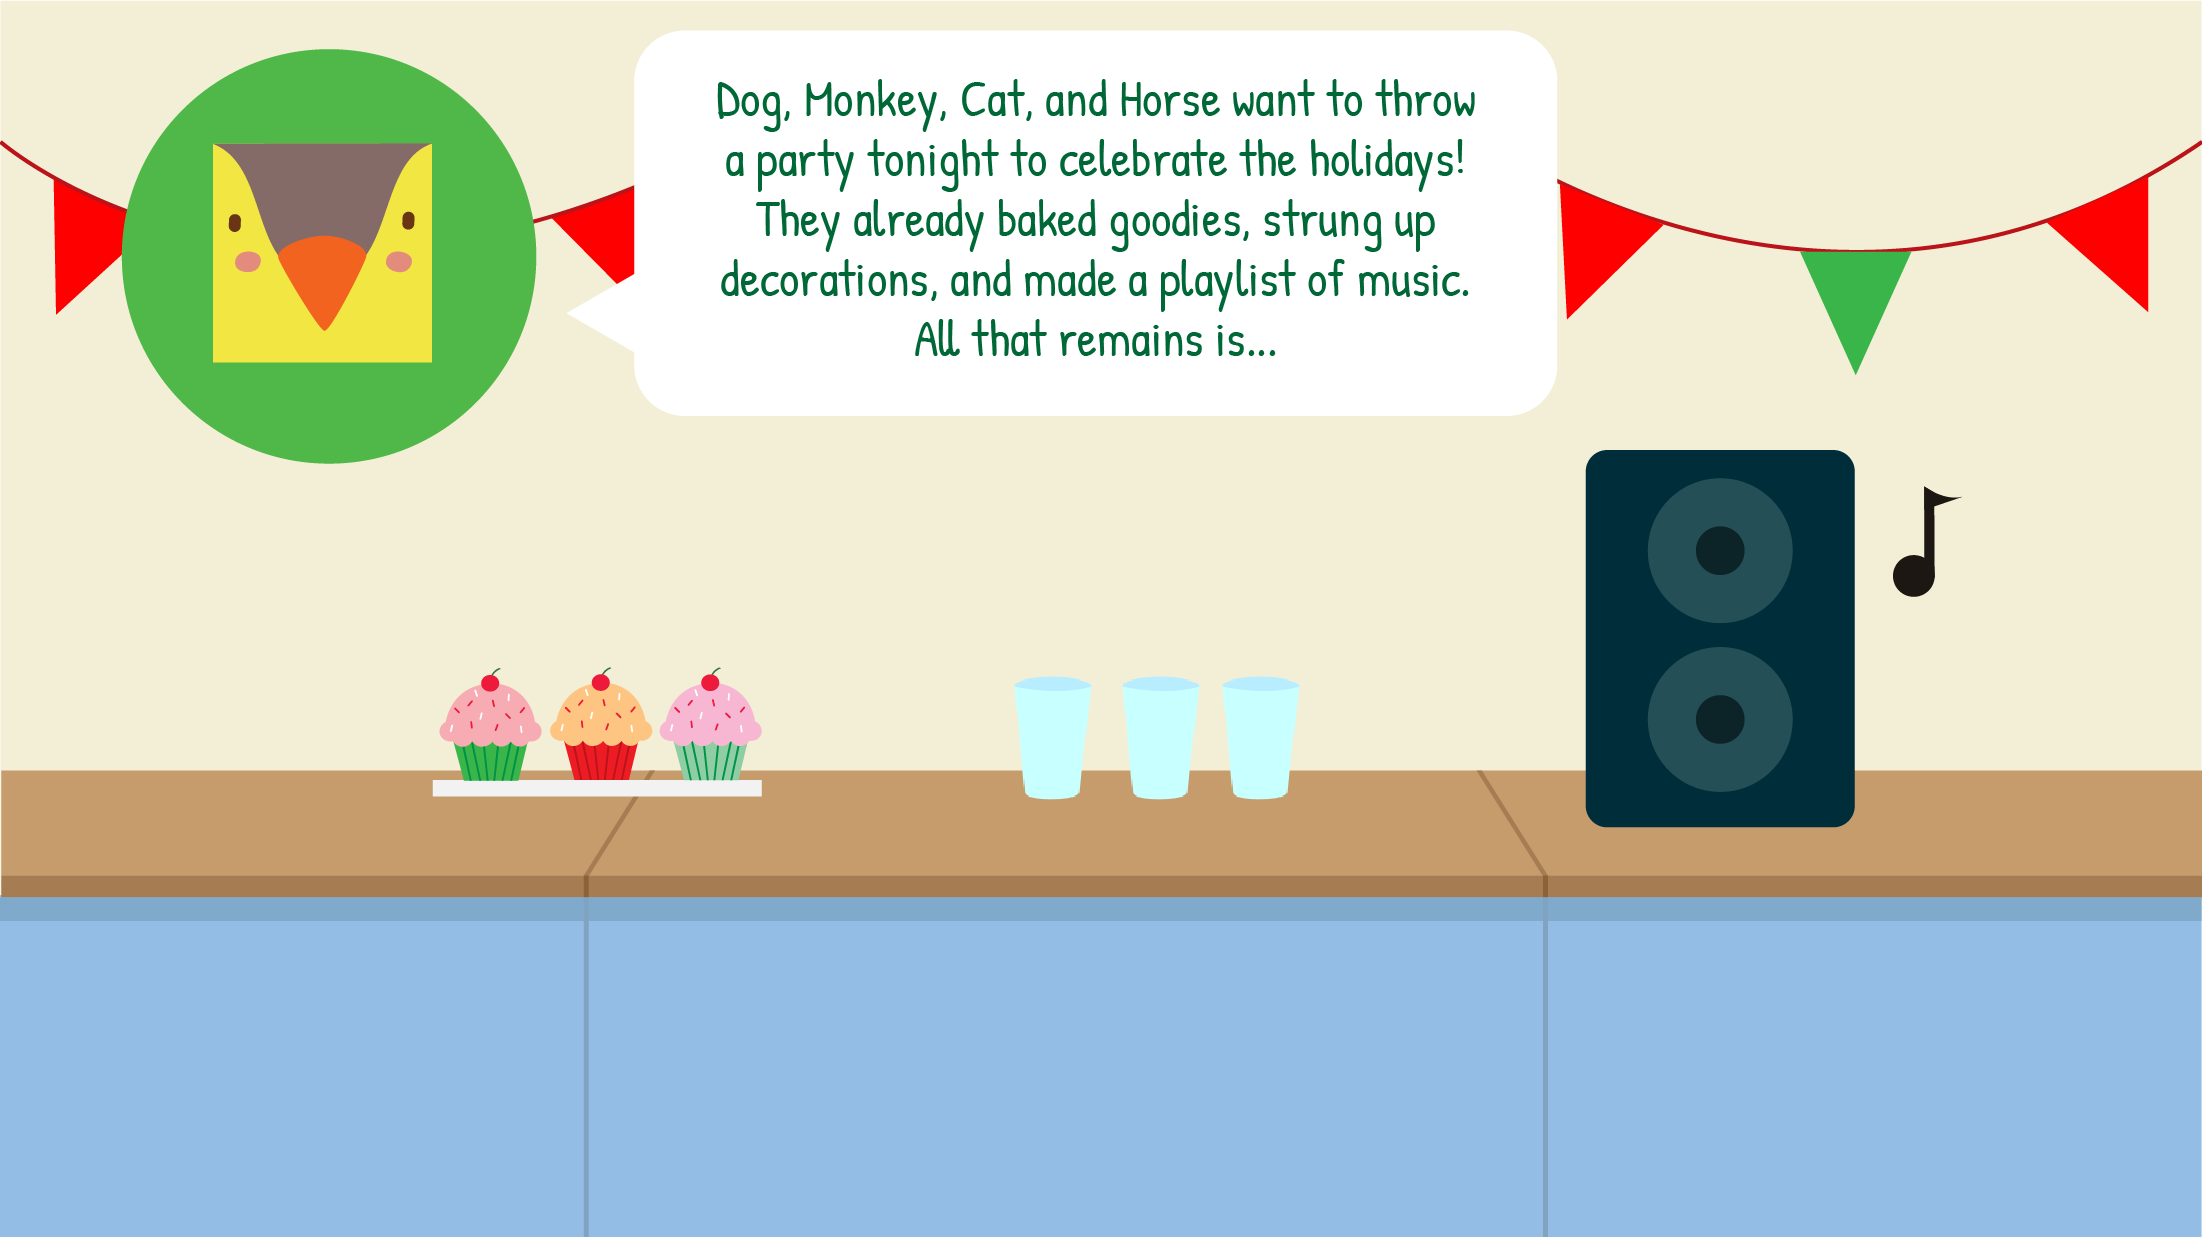 Dog, Monkey, Cat, and Horse want to throw
a party tonight to celebrate the holidays!
They already baked goodies, strung up
decorations, and made a playlist of music.
All that remains is...